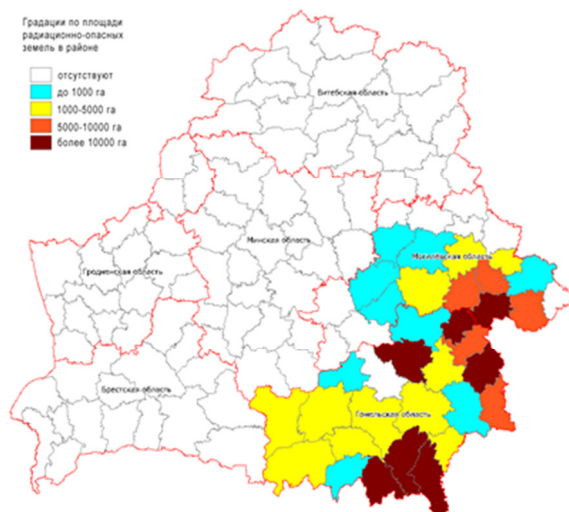 Градации по площади
радиационно-опасных
земель в районе
отсутствуют
до 1000 га
1000-5000 га
5000-10000 га
более 10000 га
Витебская область
Минская область
Могилёвская область
Гродненская область
Брестская область
Гомельская область